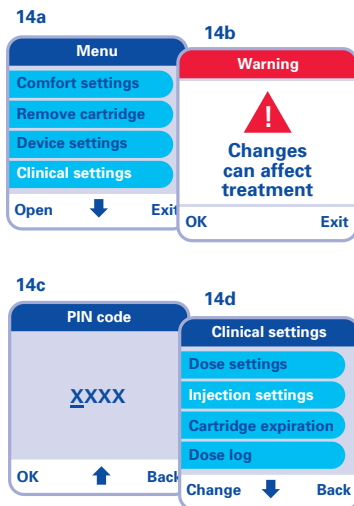 14a
Menu
Comfort settings
Remove cartridge
Device settings
Clinical settings
Open Exit
14b
Warning
!
Changes
can affect
treatment
OK Exit
14c
PIN code
XXXX
OK Back
14d
Clinical settings
Dose settings
Injection settings
Cartridge expiration
Dose log
Change Back